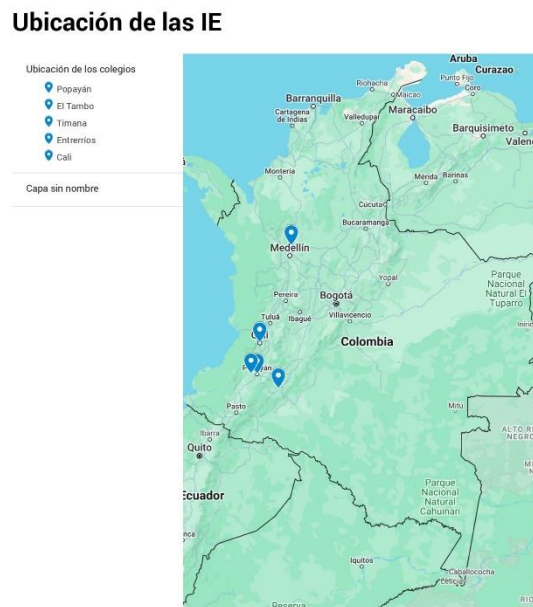 Ubicación de las IE
Ubicación de los colegios
Popayán
El Tambo
Timana
Entrerríos
Cali
Capa sin nombre
Aruba
Curazao
Riohacha
Punto Fijo
Coro
Maicao
Barranquilla
Maracaibo
Cartagena
de Indias
Valledupar
Barquisimeto
Montería
Mérida
Barinas
Cúcuta
Bucaramanga
Medellín
Yopal
Parque
Nacional
Natural El
Tuparro
Pereira
Bogotá
Tuluá
Ibagué
Villavicencio
Colombia
Pasto
Mitú
Ibarra
Quito
Ecuador
Parque
Nacional
Natural
Cahuinarí
Iquitos
Caballococha
Leticia
Reserva